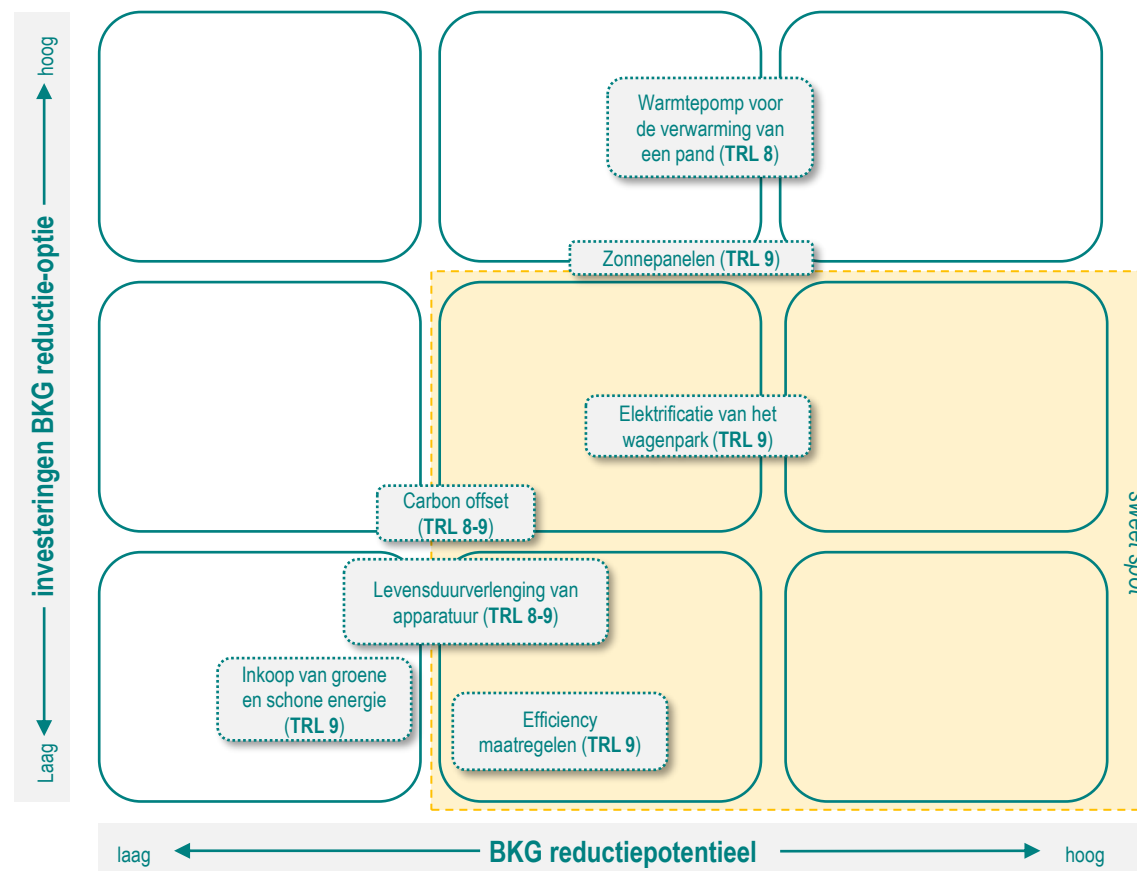 hoog
investeringen BKG reductie-optie
Laag
Warmtepomp voor
de verwarming van
een pand (TRL 8)
Zonnepanelen (TRL 9)
Elektrificatie van het
wagenpark (TRL 9)
Carbon offset
(TRL 8-9)
sweet spot
Levensduurverlenging van
apparatuur (TRL 8-9)
Inkoop van groene
en schone energie
(TRL 9)
Efficiency
maatregelen (TRL 9)
laag
BKG reductiepotentieel
hoog